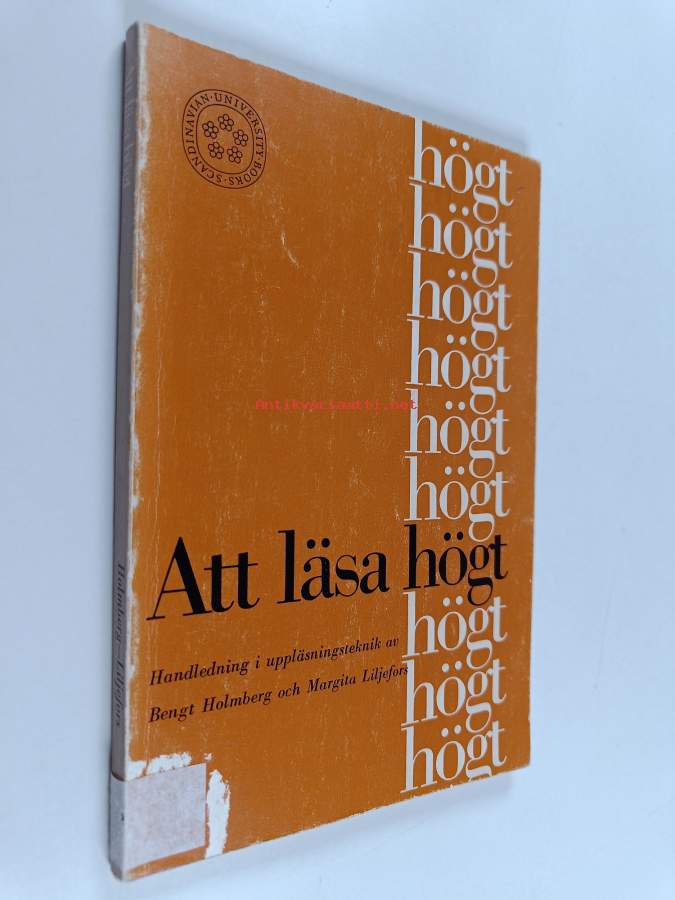 SCANDINAVIAN·UNIVERSITY·BOOKS·
högt
högt
högt
högt
högt
högt
Att läsa högt
högt
högt
högt
Handledning i uppläsningsteknik av
Bengt Holmberg och Margita Liljefors
Holmberg—Liljefors
Antikvariaatti.net